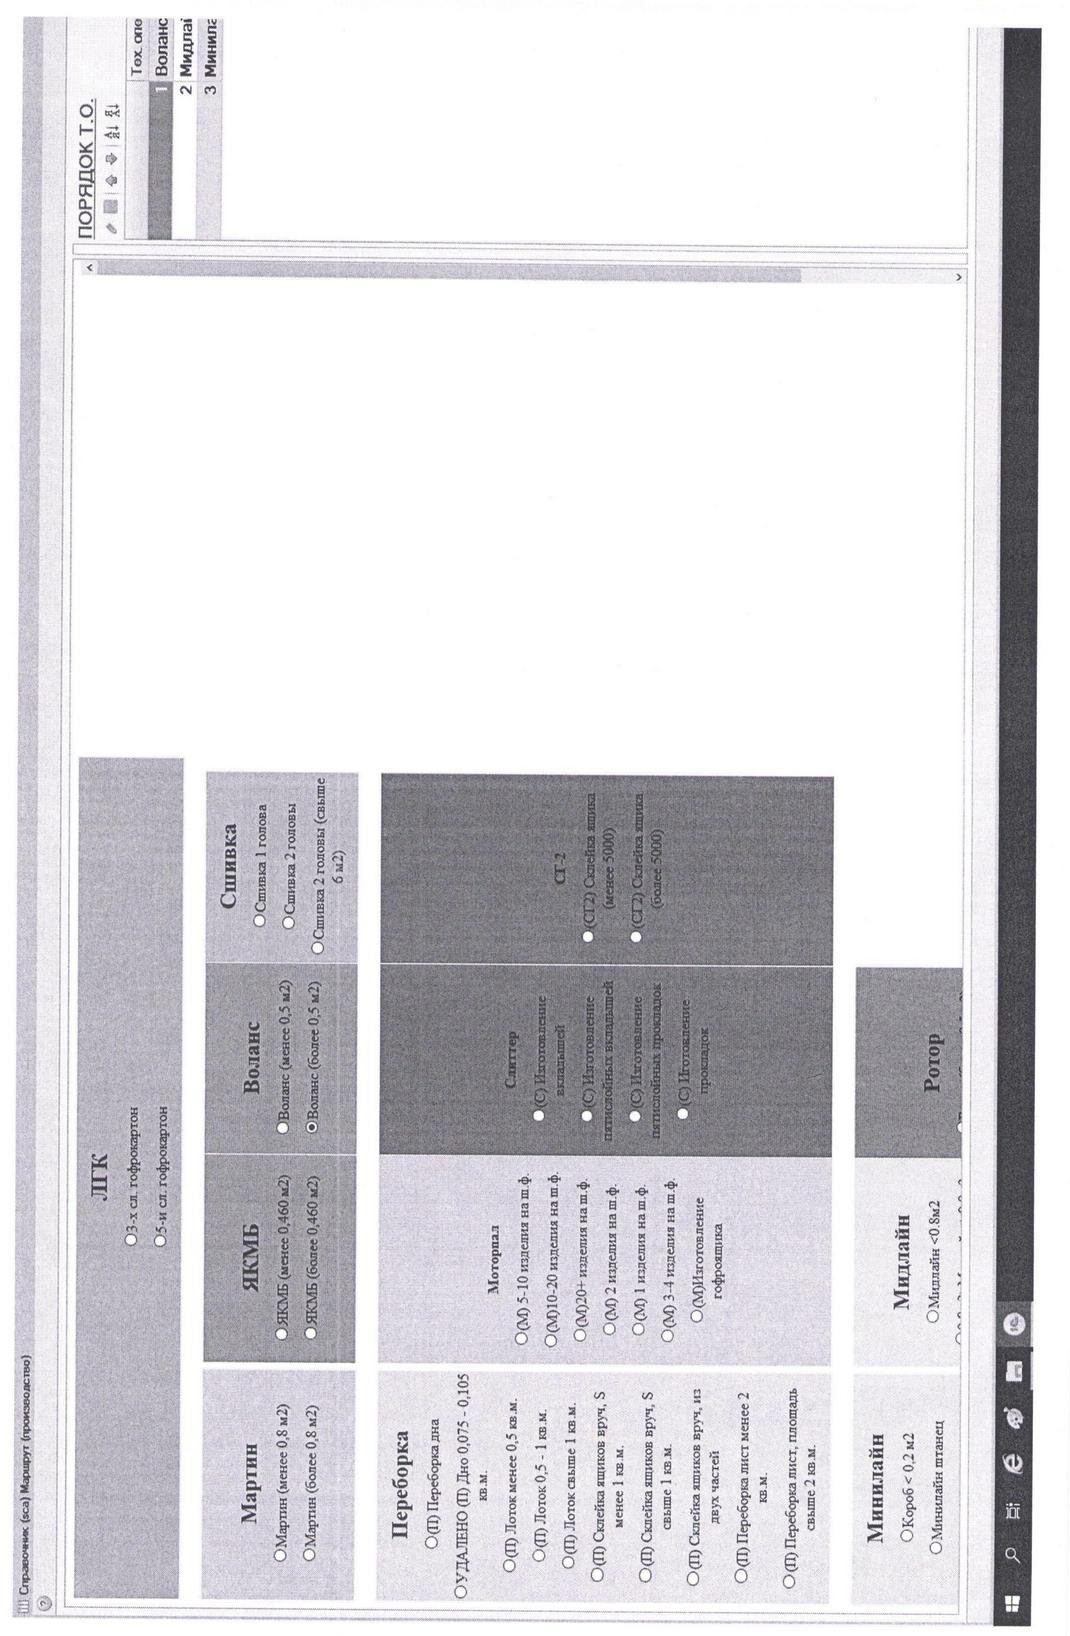 Справочник (sca) Маршрут (производство)
ЛГК
3-х сл. гофрокартон
5-и сл. гофрокартон
Мартин
Мартин (менее 0,8 м2)
Мартин (более 0,8 м2)
ЯКМБ
ЯКМБ (менее 0,460 м2)
ЯКМБ (более 0,460 м2)
Воланс
Воланс (менее 0,5 м2)
Воланс (более 0,5 м2)
Сшивка
Сшивка 1 голова
Сшивка 2 головы
Сшивка 2 головы (свыше
6 м2)
Переборка
(П) Переборка дна
УДАЛЕНО (П) Дно 0,075 - 0,105
кв.м.
(П) Лоток менее 0,5 кв.м.
(П) Лоток 0,5 - 1 кв.м.
(П) Лоток свыше 1 кв.м.
(П) Склейка ящиков вруч, S
менее 1 кв.м.
(П) Склейка ящиков вруч, S
свыше 1 кв.м.
(П) Склейка ящиков вруч, из
двух частей
(П) Переборка лист менее 2
кв.м.
(П) Переборка лист, площадь
свыше 2 кв.м.
Моторпал
(М) 5-10 изделия на ш.ф.
(М)10-20 изделия на ш.ф.
(М)20+ изделия на ш.ф.
(М) 2 изделия на ш.ф.
(М) 1 изделия на ш.ф.
(М) 3-4 изделия на ш.ф
(М)Изготовление
гофроящика
Слиттер
(С) Изготовление
вкладышей
(С) Изготовление
пятислойных вкладышей
(С) Изготовление
пятислойных прокладок
(С) Иготовление
прокладок
СГ-2
(СГ2) Склейка ящика
(менее 5000)
(СГ2) Склейка ящика
(более 5000)
Минилайн
Короб < 0,2 м2
Минилайн штанец
Мидлайн
Мидлайн <0.8м2
Ротор
ПОРЯДОК Т.О.
Тех. опе
1 Воланс
2 Мидлай
3 Минила